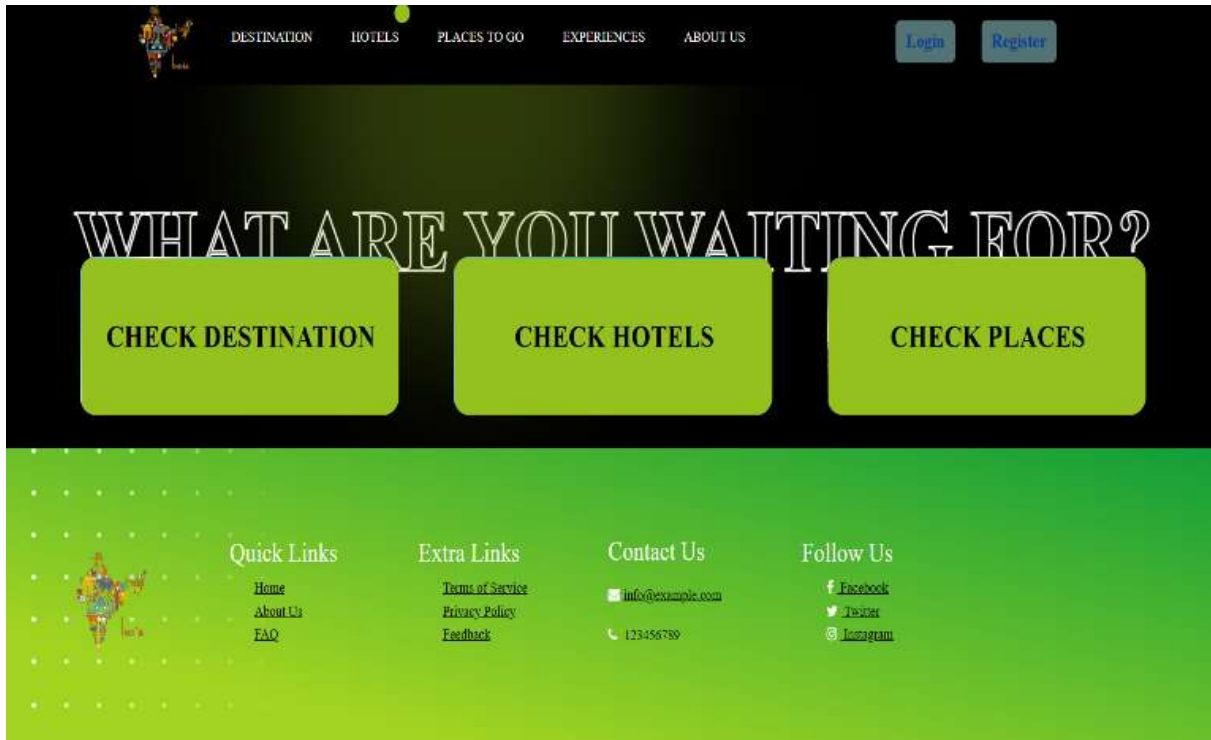 DESTINATION HOTELS PLACES TO GO EXPERIENCES ABOUT US Login Register
WHAT ARE YOU WAITING FOR?
CHECK DESTINATION CHECK HOTELS CHECK PLACES
Quick Links Extra Links Contact Us Follow Us
Home Terms of Service info@example.com Facebook
About Us Privacy Policy Twitter
FAQ Feedback 123456789 Instagram